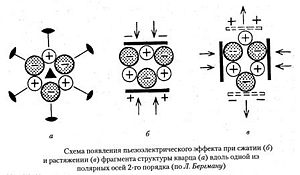 а
б
в
Схема появления пьезоэлектрического эффекта при сжатии (б)
и растяжении (в) фрагмента структуры кварца (а) вдоль одной из
полярных осей 2-го порядка (по Л. Берману)